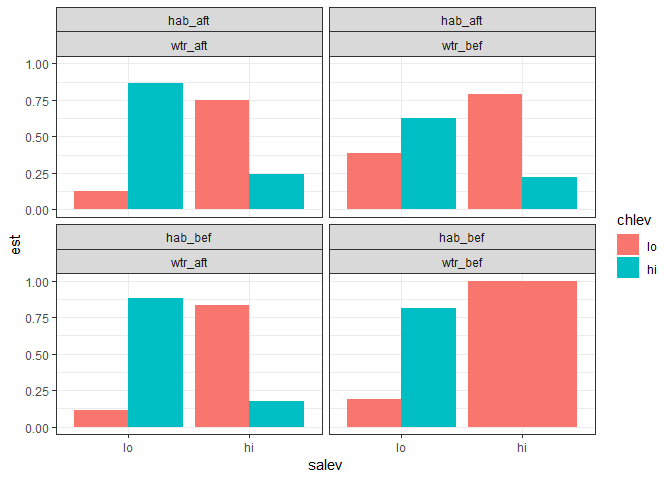 hab_aft
wtr_aft
hab_aft
wtr_bef
1.00
0.75
0.50
0.25
0.00
hab_bef
wtr_aft
hab_bef
wtr_bef
1.00
0.75
0.50
0.25
0.00
lo
hi
lo
hi
salev
est
chlev
lo
hi